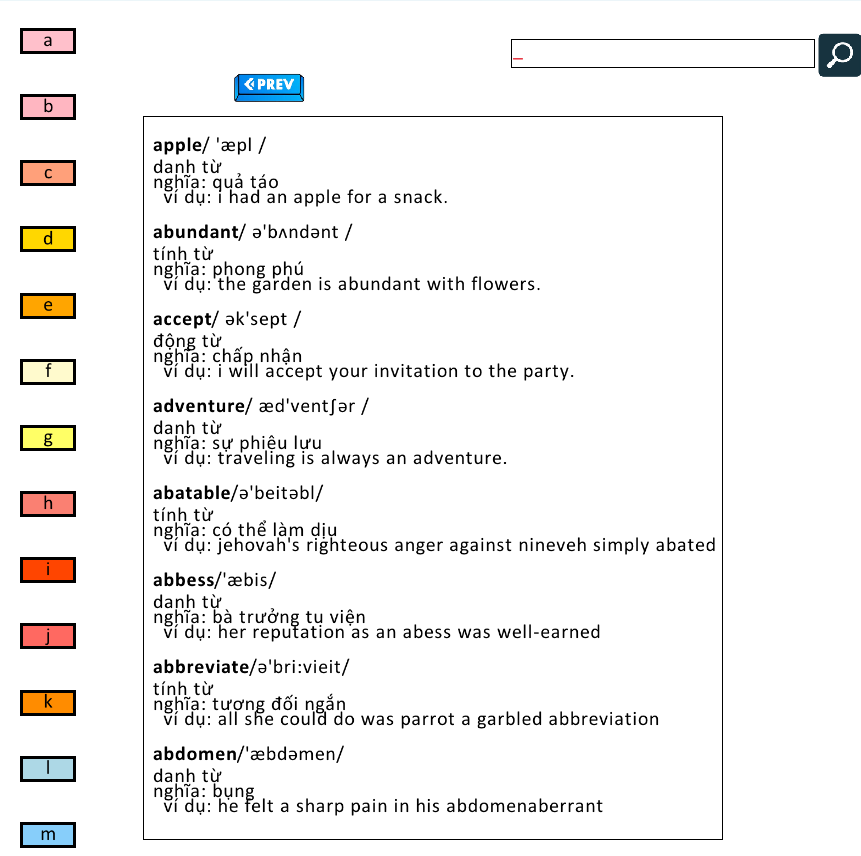 a
b
c
d
e
f
g
h
i
j
k
l
m
_
PREV
apple/ 'æpl /
danh từ
nghĩa: quả táo
ví dụ: i had an apple for a snack.
abundant/ ə'bʌndənt /
tính từ
nghĩa: phong phú
ví dụ: the garden is abundant with flowers.
accept/ ək'sept /
động từ
nghĩa: chấp nhận
ví dụ: i will accept your invitation to the party.
adventure/ æd'ventʃər /
danh từ
nghĩa: sự phiêu lưu
ví dụ: traveling is always an adventure.
abatable/ə'beitəbl/
tính từ
nghĩa: có thể làm dịu
ví dụ: jehovah's righteous anger against nineveh simply abated
abbess/'æbis/
danh từ
nghĩa: bà trưởng tu viện
ví dụ: her reputation as an abess was well-earned
abbreviate/ə'bri:vieit/
tính từ
nghĩa: tương đối ngắn
ví dụ: all she could do was parrot a garbled abbreviation
abdomen/'æbdəmen/
danh từ
nghĩa: bụng
ví dụ: he felt a sharp pain in his abdomenaberrant